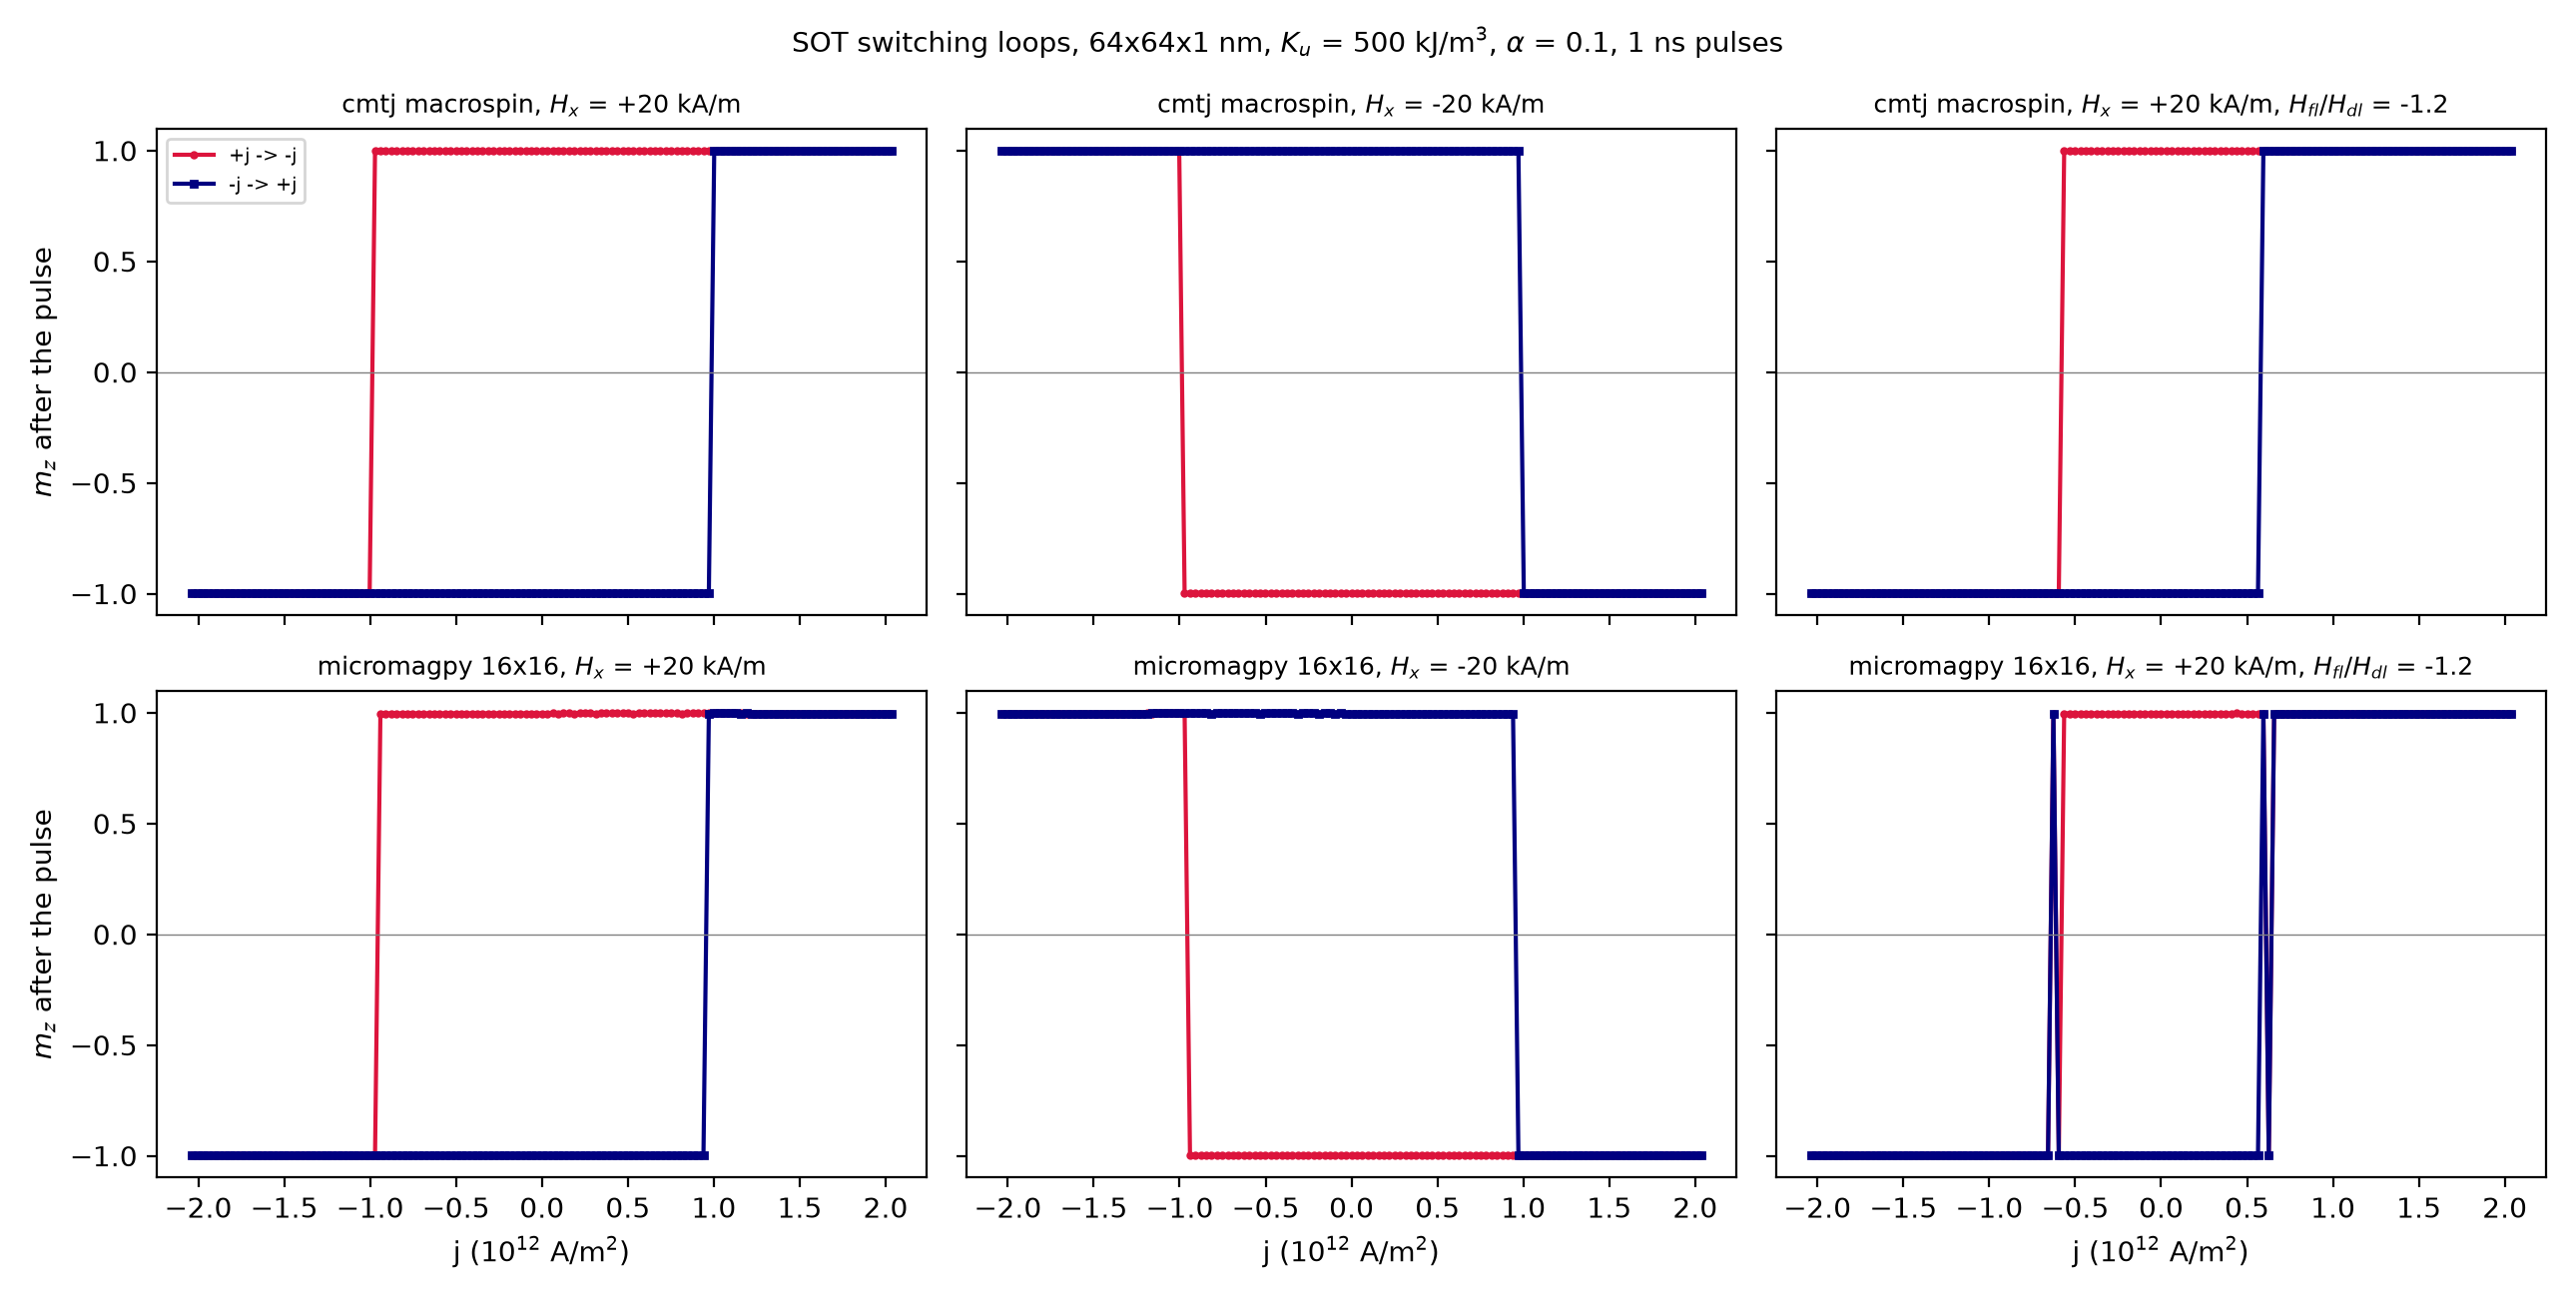 SOT switching loops, 64x64x1 nm, Kᵤ = 500 kJ/m³, α = 0.1, 1 ns pulses
cmtj macrospin, Hₓ = +20 kA/m
cmtj macrospin, Hₓ = -20 kA/m
cmtj macrospin, Hₓ = +20 kA/m, H_fl/H_dl = -1.2
+j -> -j
-j -> +j
m_z after the pulse
1.0
0.5
0.0
−0.5
−1.0
micromagpy 16x16, Hₓ = +20 kA/m
micromagpy 16x16, Hₓ = -20 kA/m
micromagpy 16x16, Hₓ = +20 kA/m, H_fl/H_dl = -1.2
m_z after the pulse
1.0
0.5
0.0
−0.5
−1.0
−2.0 −1.5 −1.0 −0.5 0.0 0.5 1.0 1.5 2.0
−2.0 −1.5 −1.0 −0.5 0.0 0.5 1.0 1.5 2.0
−2.0 −1.5 −1.0 −0.5 0.0 0.5 1.0 1.5 2.0
j (10¹² A/m²)
j (10¹² A/m²)
j (10¹² A/m²)